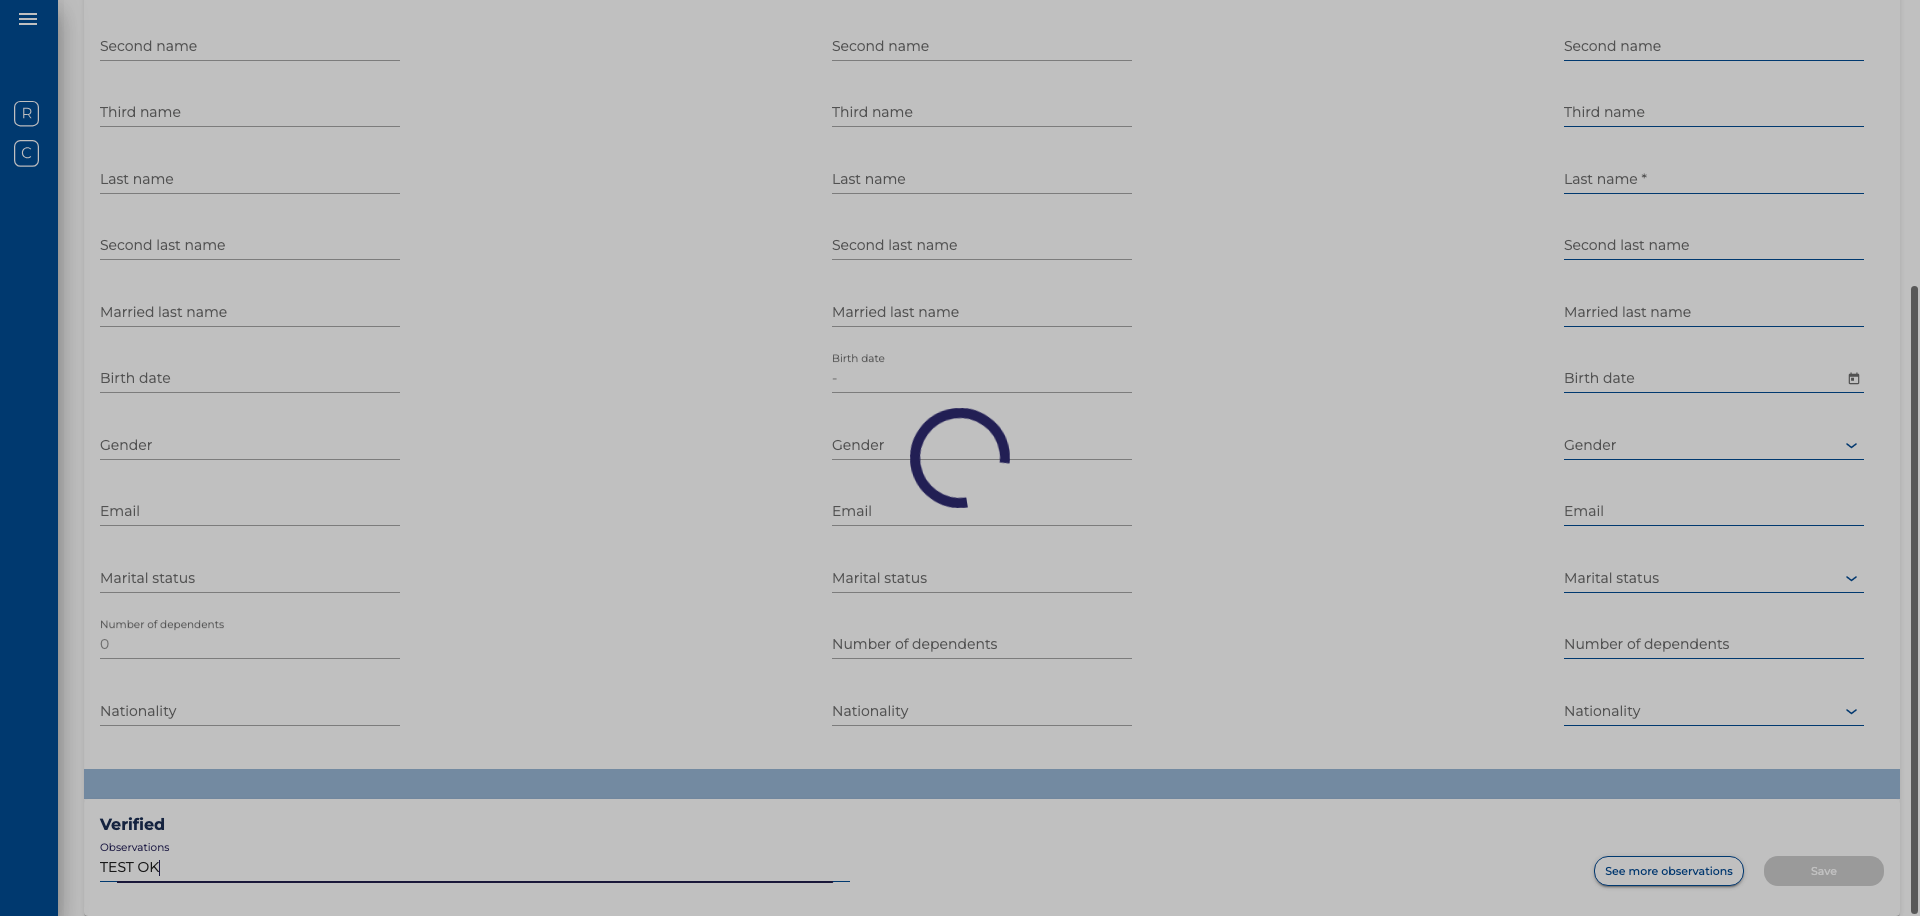 R
C
Second name Second name Second name
Third name Third name Third name
Last name Last name Last name *
Second last name Second last name Second last name
Married last name Married last name Married last name
Birth date
Birth date - Birth date
Gender Gender Gender
Email Email Email
Marital status Marital status Marital status
Number of dependents
0 Number of dependents Number of dependents
Nationality Nationality Nationality
Verified
Observations
TEST OK
See more observations Save